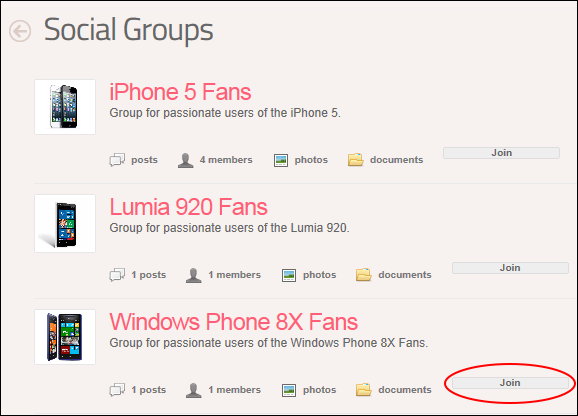 Social Groups
iPhone 5 Fans
Group for passionate users of the iPhone 5.
posts 4 members photos documents Join
Lumia 920 Fans
Group for passionate users of the Lumia 920.
1 posts 1 members photos documents Join
Windows Phone 8X Fans
Group for passionate users of the Windows Phone 8X Fans.
1 posts 1 members photos documents Join